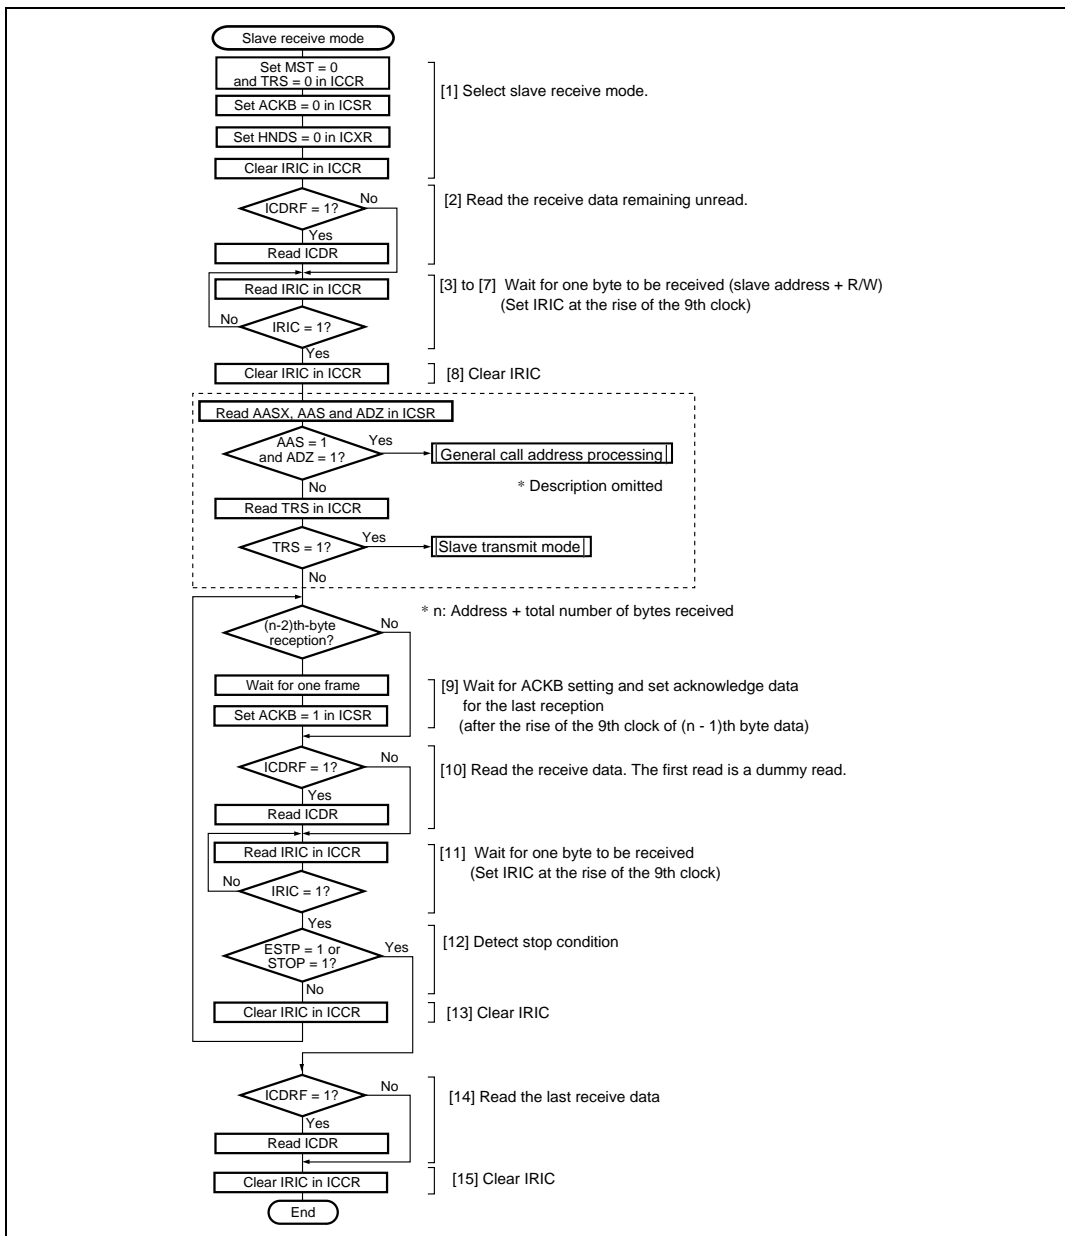 Slave receive mode
Set MST = 0
and TRS = 0 in ICCR
[1] Select slave receive mode.
Set ACKB = 0 in ICSR
Set HNDS = 0 in ICXR
Clear IRIC in ICCR
No
[2] Read the receive data remaining unread.
ICDRF = 1?
Yes
Read ICDR
Read IRIC in ICCR
[3] to [7] Wait for one byte to be received (slave address + R/W)
(Set IRIC at the rise of the 9th clock)
No
IRIC = 1?
Yes
Clear IRIC in ICCR
[8] Clear IRIC
Read AASX, AAS and ADZ in ICSR
AAS = 1
and ADZ = 1?
Yes
General call address processing
No
* Description omitted
Read TRS in ICCR
TRS = 1?
Yes
Slave transmit mode
No
* n: Address + total number of bytes received
(n-2)th-byte
reception?
No
Wait for one frame
[9] Wait for ACKB setting and set acknowledge data
for the last reception
Set ACKB = 1 in ICSR
(after the rise of the 9th clock of (n - 1)th byte data)
No
ICDRF = 1?
[10] Read the receive data. The first read is a dummy read.
Yes
Read ICDR
Read IRIC in ICCR
[11] Wait for one byte to be received
(Set IRIC at the rise of the 9th clock)
No
IRIC = 1?
Yes
ESTP = 1 or
STOP = 1?
Yes
[12] Detect stop condition
No
Clear IRIC in ICCR
[13] Clear IRIC
ICDRF = 1?
No
[14] Read the last receive data
Yes
Read ICDR
Clear IRIC in ICCR
[15] Clear IRIC
End